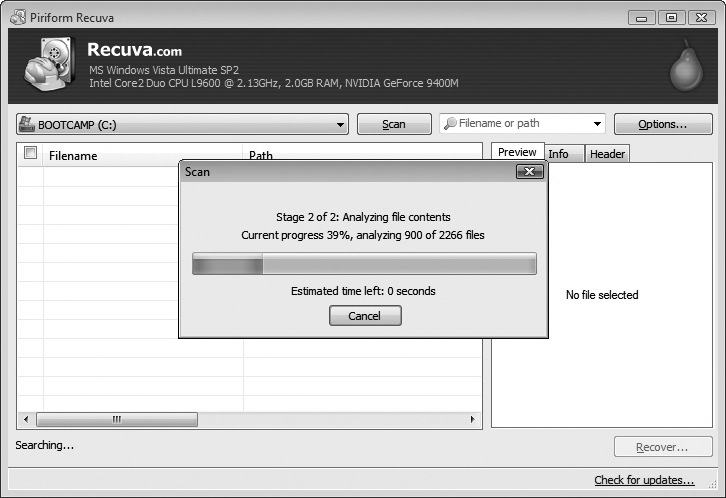 Piriform Recuva
Recuva.com
MS Windows Vista Ultimate SP2
Intel Core2 Duo CPU L9600 @ 2.13GHz, 2.0GB RAM, NVIDIA GeForce 9400M
BOOTCAMP (C:)
Scan
Filename or path
Options...
Filename
Path
Preview
Info
Header
Scan
Stage 2 of 2: Analyzing file contents
Current progress 39%, analyzing 900 of 2266 files
Estimated time left: 0 seconds
Cancel
No file selected
Searching...
Recover...
Check for updates...